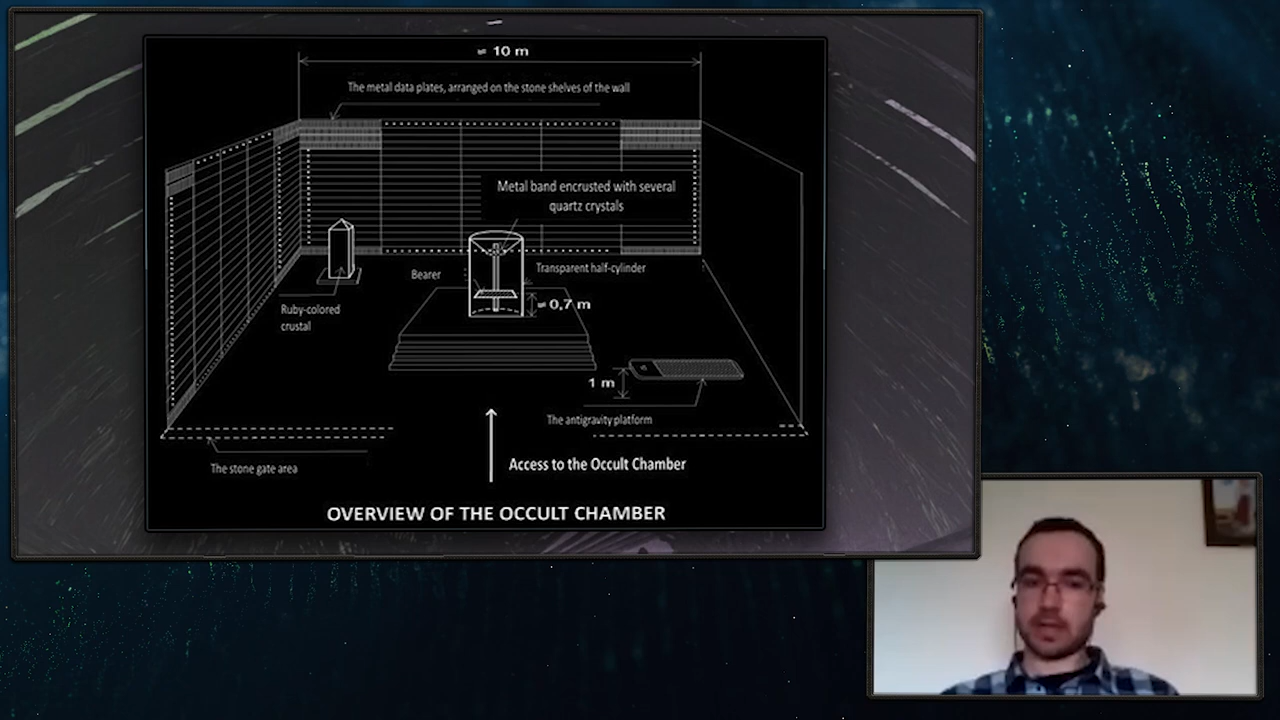 ≈ 10 m
The metal data plates, arranged on the stone shelves of the wall
Metal band encrusted with several
quartz crystals
Bearer
Transparent half-cylinder
≈ 0,7 m
Ruby-colored
crustal
1 m
The antigravity platform
The stone gate area
Access to the Occult Chamber
OVERVIEW OF THE OCCULT CHAMBER